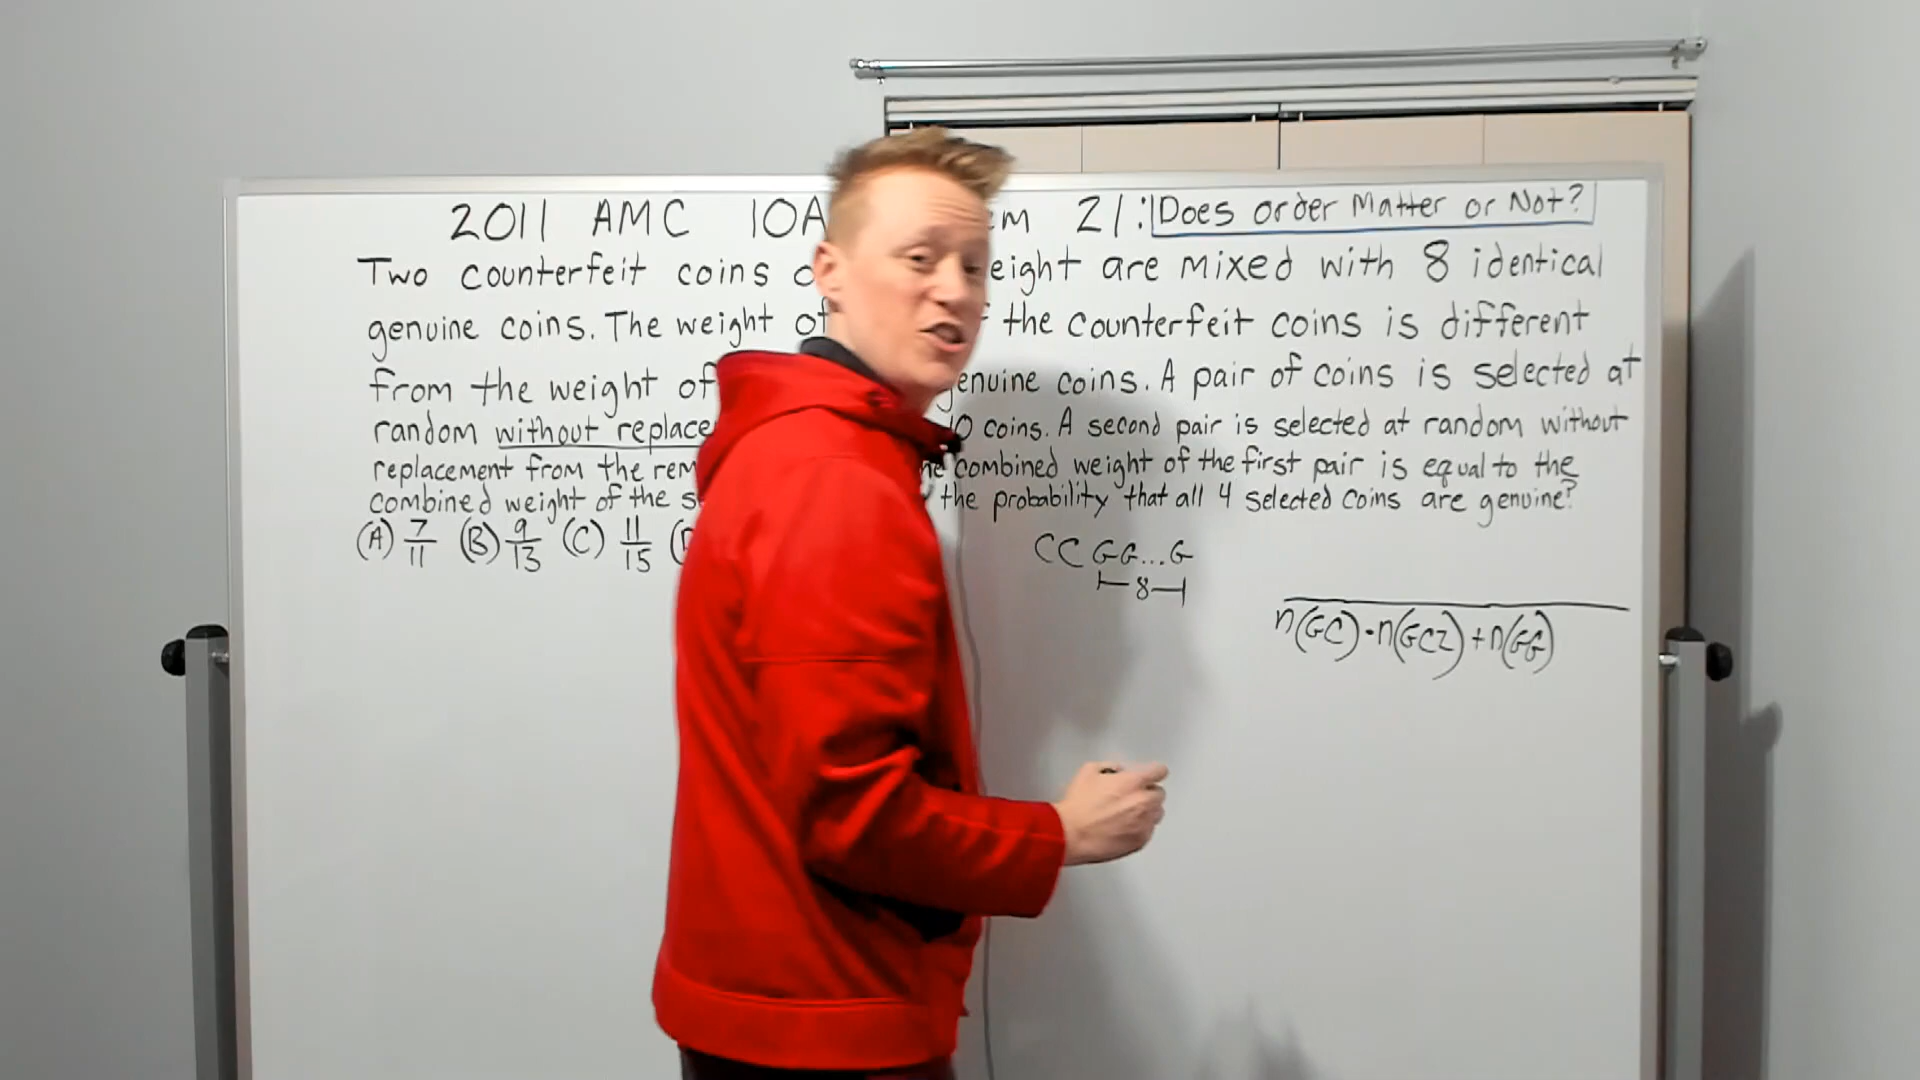 2011 AMC 10A em 21: Does order Matter or Not?
Two counterfeit coins o eight are mixed with 8 identical
genuine coins. The weight of the counterfeit coins is different
from the weight of genuine coins. A pair of coins is selected at
random without replace 10 coins. A second pair is selected at random without
replacement from the rem combined weight of the first pair is equal to the
combined weight of the s the probability that all 4 selected coins are genuine?
(A) 7/11 (B) 9/13 (C) 11/15
CC GG...G
8
n(GC)·n(GC2)+n(GG)